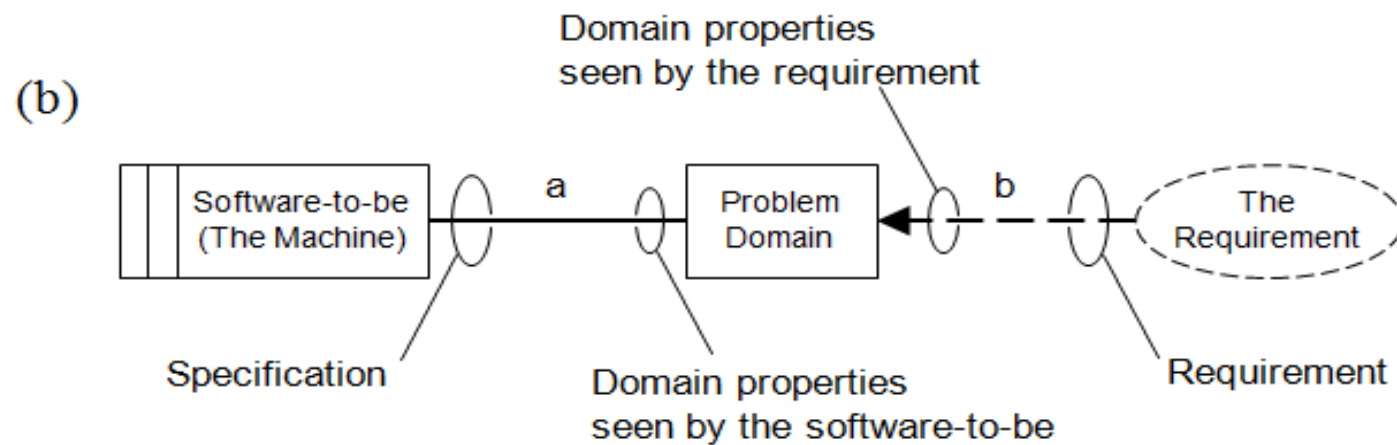 Domain properties
seen by the requirement
(b)
Software-to-be
(The Machine)
a
Problem
Domain
b
The
Requirement
Specification
Domain properties
seen by the software-to-be
Requirement